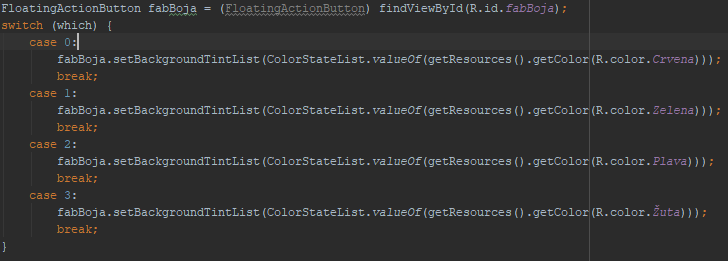 FloatingActionButton fabBoja = (FloatingActionButton) findViewById(R.id.fabBoja);
switch (which) {
    case 0:
        fabBoja.setBackgroundTintList(ColorStateList.valueOf(getResources().getColor(R.color.Crvena)));
        break;
    case 1:
        fabBoja.setBackgroundTintList(ColorStateList.valueOf(getResources().getColor(R.color.Zelena)));
        break;
    case 2:
        fabBoja.setBackgroundTintList(ColorStateList.valueOf(getResources().getColor(R.color.Plava)));
        break;
    case 3:
        fabBoja.setBackgroundTintList(ColorStateList.valueOf(getResources().getColor(R.color.Žuta)));
        break;
}